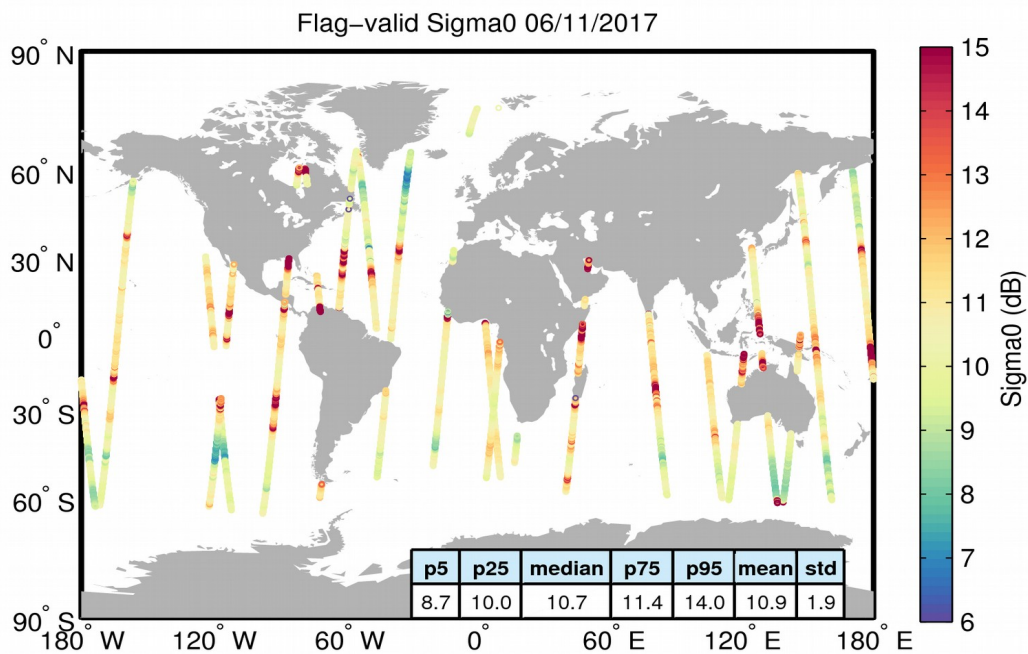 Flag−valid Sigma0 06/11/2017
90° N
60° N
30° N
0°
30° S
60° S
90° S
180° W
120° W
60° W
0°
60° E
120° E
180° E
15
14
13
12
11
10
9
8
7
6
Sigma0 (dB)
p5 p25 median p75 p95 mean std
8.7 10.0 10.7 11.4 14.0 10.9 1.9